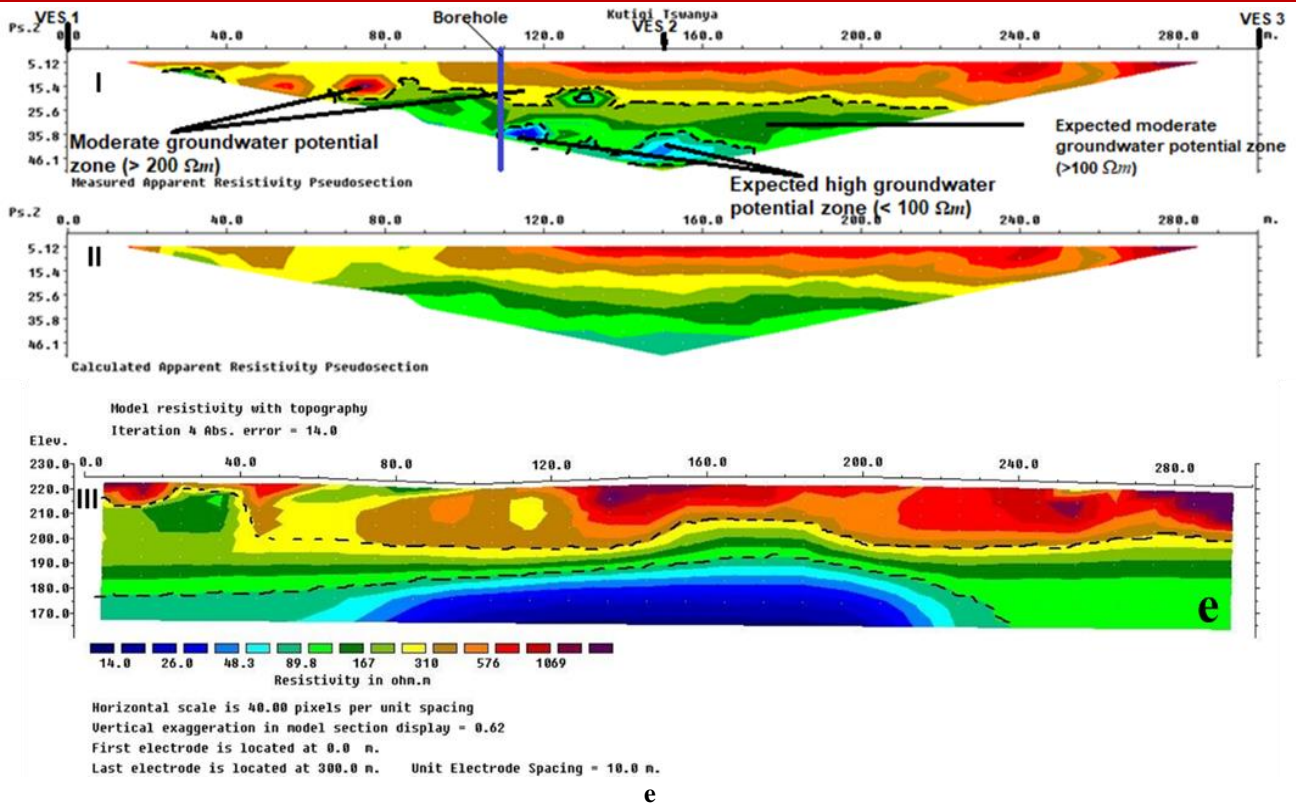 VES 1 Borehole Kutigi Tswanya VES 2 VES 3
Ps.Z 0.0 40.0 80.0 120.0 160.0 200.0 240.0 280.0 m.
5.12
15.4
25.6
35.8
46.1
I
Moderate groundwater potential
zone (> 200 Ωm)
Expected moderate
groundwater potential zone
(>100 Ωm)
Expected high groundwater
potential zone (< 100 Ωm)
Measured Apparent Resistivity Pseudosection
Ps.Z 0.0 40.0 80.0 120.0 160.0 200.0 240.0 280.0 m.
5.12
15.4
25.6
35.8
46.1
II
Calculated Apparent Resistivity Pseudosection
Model resistivity with topography
Iteration 4 Abs. error = 14.0
Elev.
230.0 0.0 40.0 80.0 120.0 160.0 200.0 240.0 280.0
220.0
210.0
200.0
190.0
180.0
170.0
III
e
14.0 26.0 48.3 89.8 167 310 576 1069
Resistivity in ohm.m
Horizontal scale is 40.00 pixels per unit spacing
Vertical exaggeration in model section display = 0.62
First electrode is located at 0.0 m.
Last electrode is located at 300.0 m. Unit Electrode Spacing = 10.0 m.
e